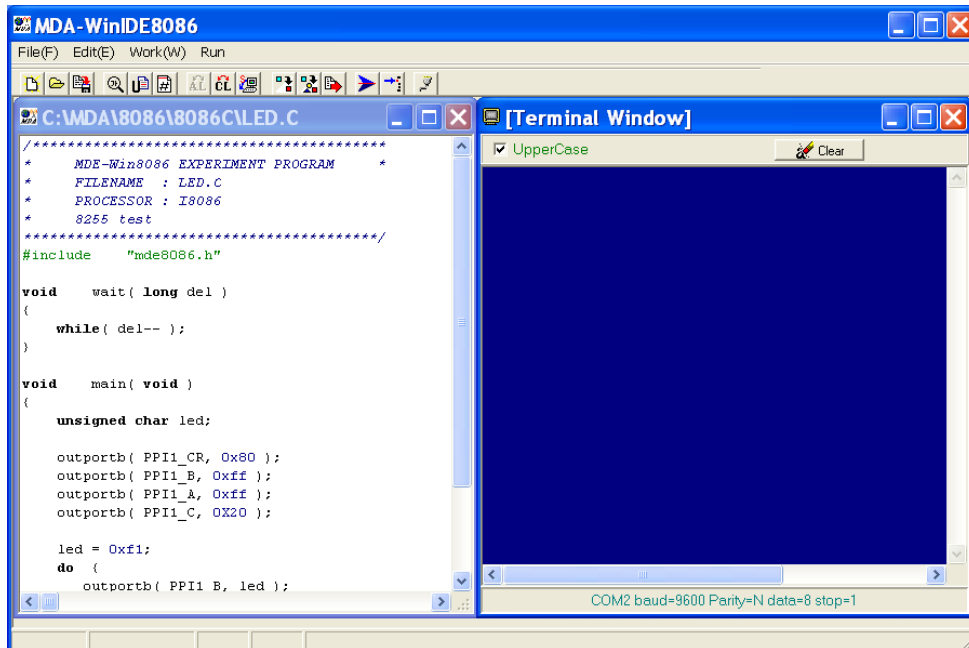 MDA-WinIDE8086
File(F) Edit(E) Work(W) Run
AL CL
C:\MDA\8086\8086C\LED.C
/*****************************************
* MDE-Win8086 EXPERIMENT PROGRAM *
* FILENAME : LED.C
* PROCESSOR : I8086
* 8255 test
*****************************************/
#include "mde8086.h"
void wait( long del )
{
while( del-- );
}
void main( void )
{
unsigned char led;
outportb( PPI1_CR, 0x80 );
outportb( PPI1_B, 0xff );
outportb( PPI1_A, 0xff );
outportb( PPI1_C, 0X20 );
led = 0xf1;
do {
outportb( PPI1_B, led );
[Terminal Window]
UpperCase
Clear
COM2 baud=9600 Parity=N data=8 stop=1